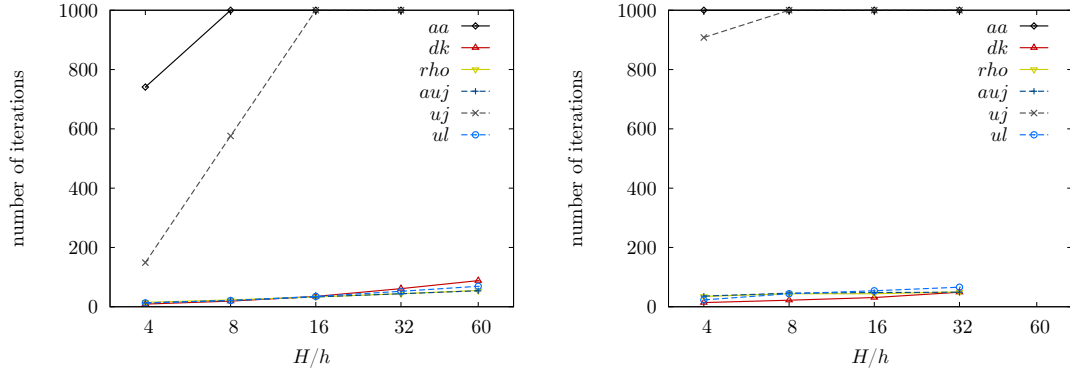 1000
800
600
400
200
0
4
8
16
32
60
number of iterations
H/h
aa
dk
rho
auj
uj
ul
1000
800
600
400
200
0
4
8
16
32
60
number of iterations
H/h
aa
dk
rho
auj
uj
ul